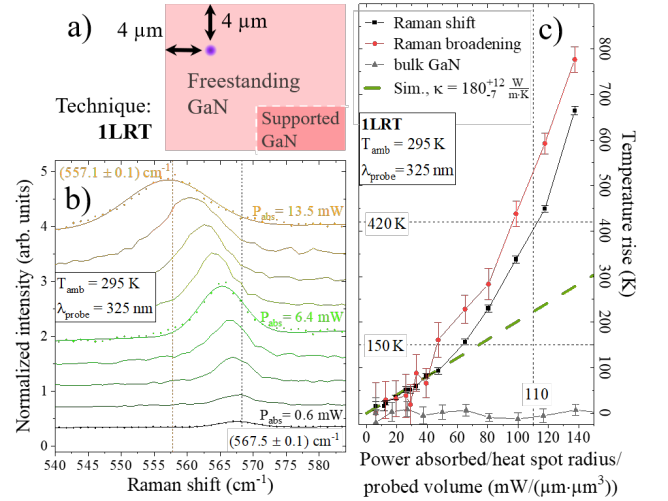 a)
4 µm
4 µm
Freestanding
GaN
Technique:
1LRT
Supported
GaN
b)
(557.1 ± 0.1) cm⁻¹
P_abs = 13.5 mW
T_amb = 295 K
λ_probe = 325 nm
P_abs = 6.4 mW
P_abs = 0.6 mW
(567.5 ± 0.1) cm⁻¹
Normalized intensity (arb. units)
5
4
3
2
1
0
540 550 560 570 580
Raman shift (cm⁻¹)
c)
Raman shift
Raman broadening
bulk GaN
Sim., κ = 180⁺¹²₋₇ W/m·K
1LRT
T_amb = 295 K
λ_probe = 325 nm
420 K
150 K
110
800
700
600
500
400
300
200
100
0
Temperature rise (K)
0 20 40 60 80 100 120 140
Power absorbed/heat spot radius/
probed volume (mW/(µm·µm³))